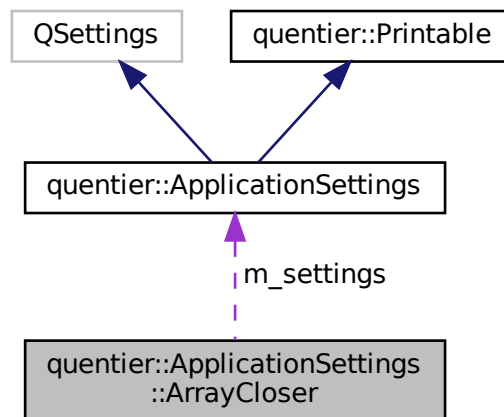 QSettings
quentier::Printable
quentier::ApplicationSettings
m_settings
quentier::ApplicationSettings
::ArrayCloser